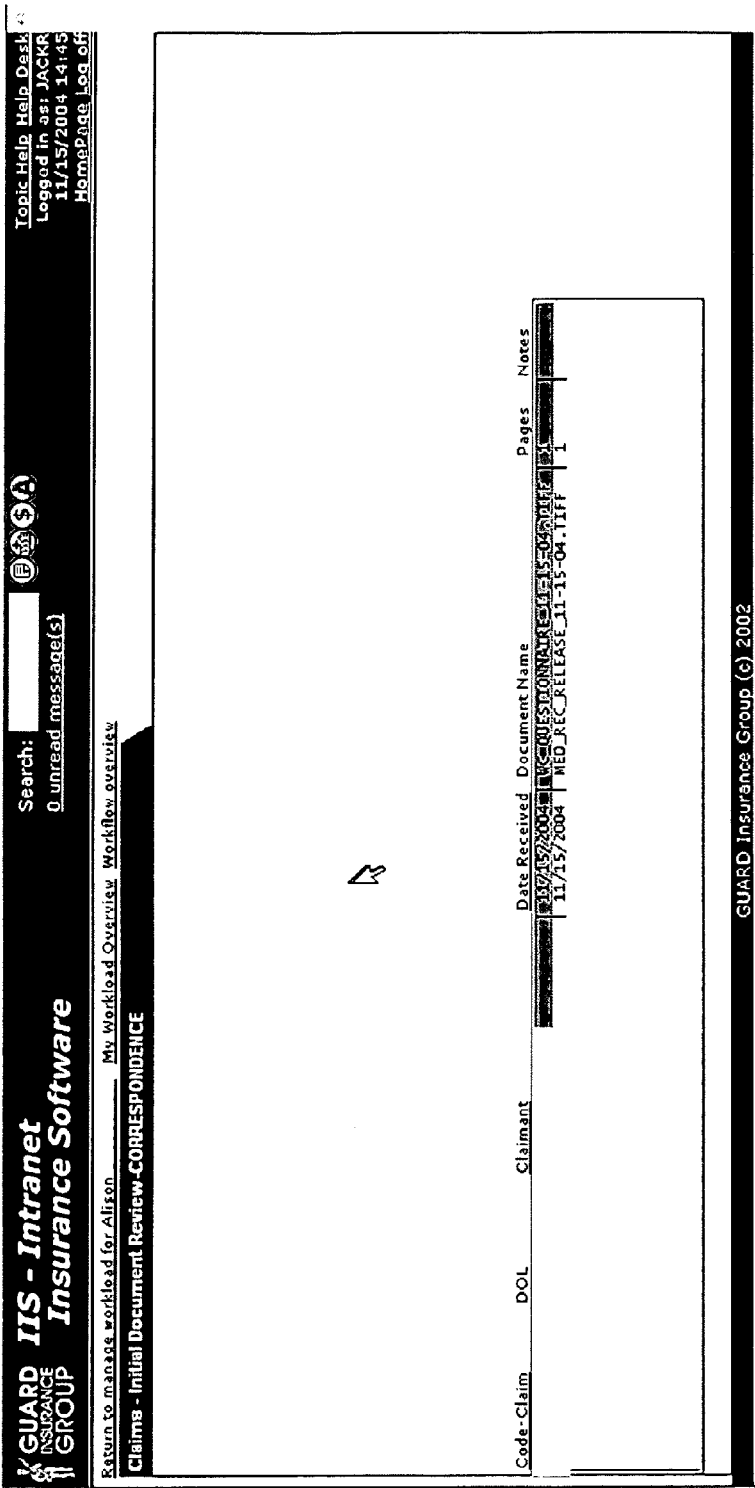 GUARD
INSURANCE
GROUP
IIS - Intranet
Insurance Software
Search:
0 unread message(s)
Topic Help Help Desk
Logged in as: JACKR
11/15/2004 14:45
HomePage Log off
Return to manage workload for Alison My Workload Overview Workflow overview
Claims - Initial Document Review-CORRESPONDENCE
Code-Claim DOL Claimant Date Received Document Name Pages Notes
11/15/2004 WC_QUESTIONNAIRE_11-15-04.TIFF 1
11/15/2004 MED_REC_RELEASE_11-15-04.TIFF 1
GUARD Insurance Group (c) 2002